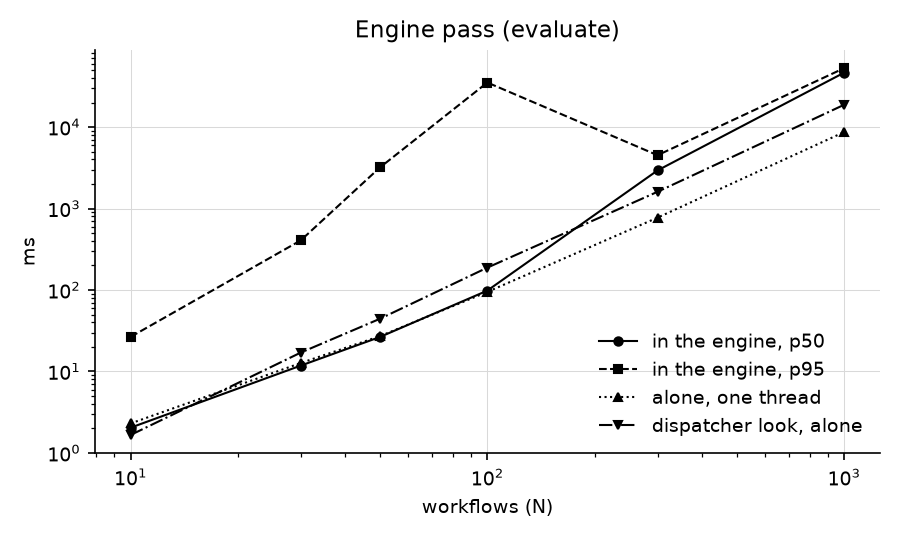 Engine pass (evaluate)
10⁴
10³
10²
10¹
10⁰
ms
in the engine, p50
in the engine, p95
alone, one thread
dispatcher look, alone
10¹ 10² 10³
workflows (N)